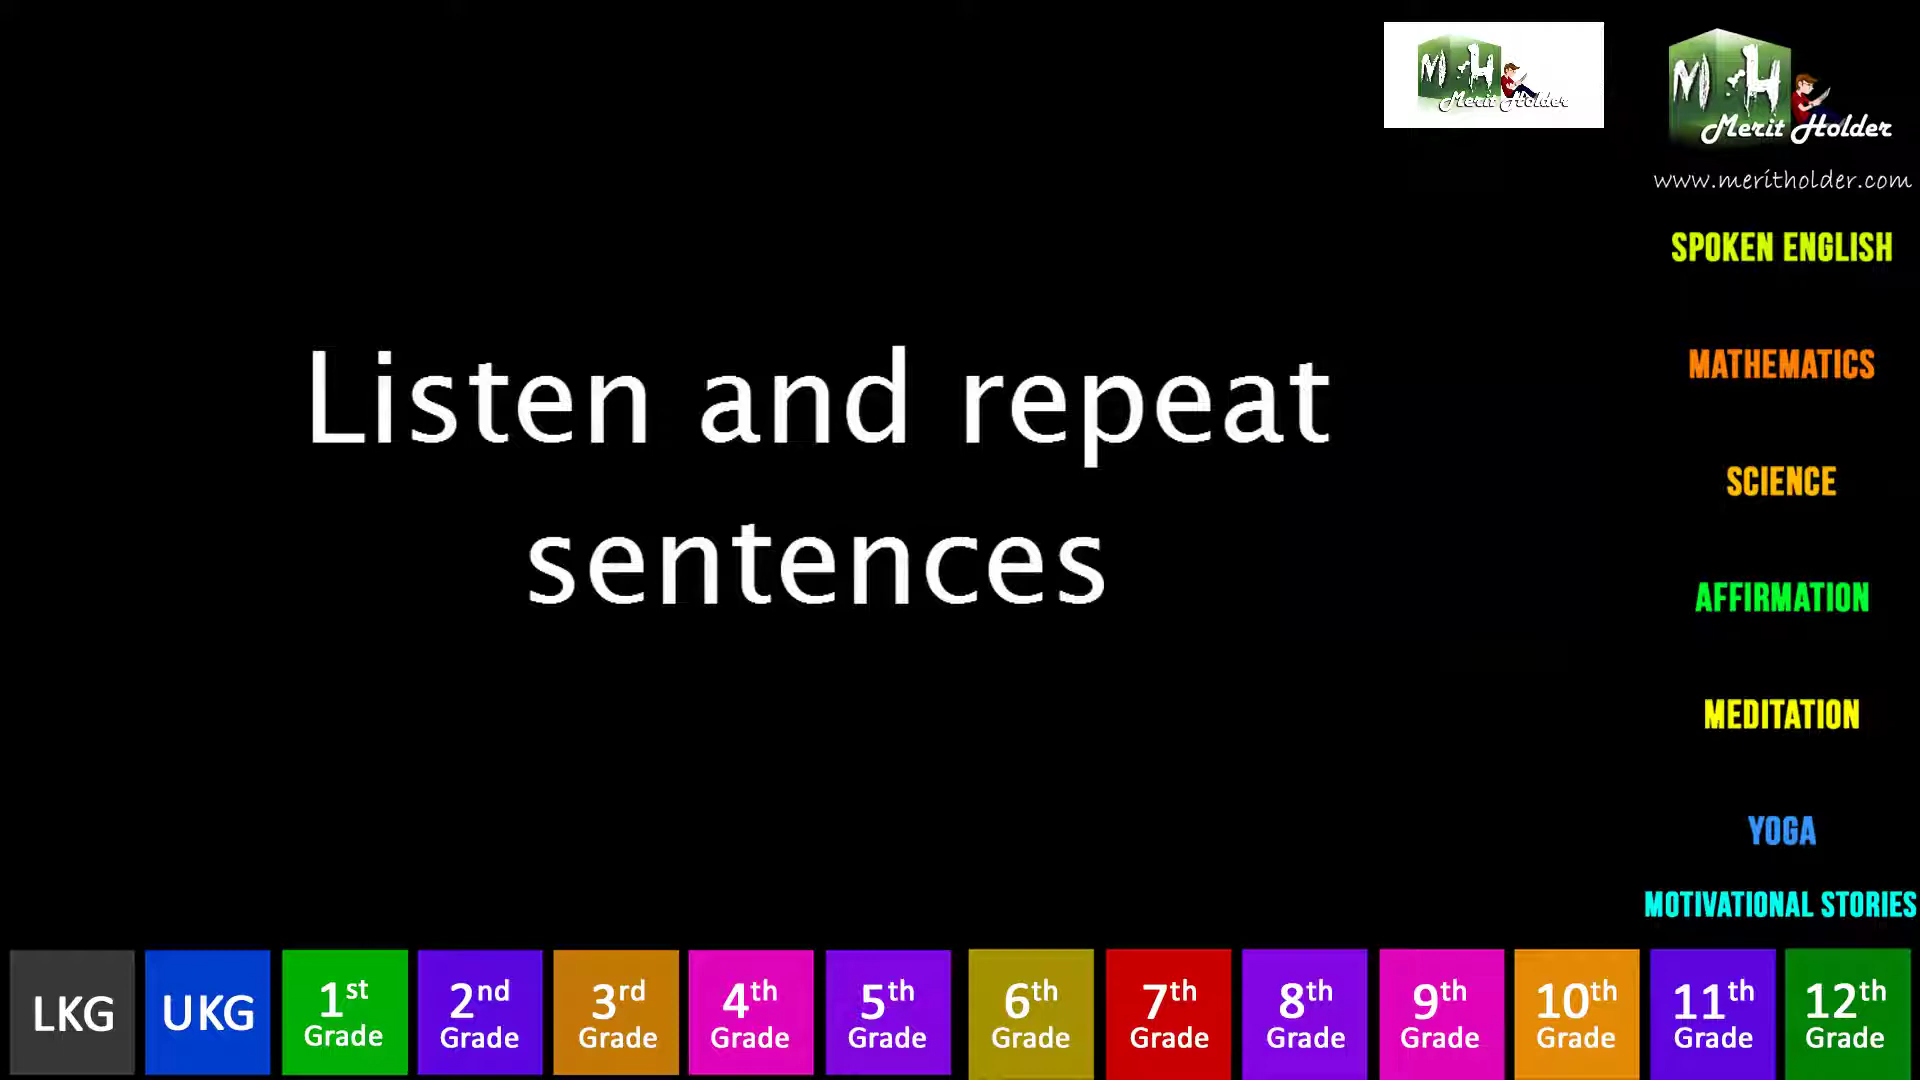 M H
Merit Holder
M H
Merit Holder
www.meritholder.com
SPOKEN ENGLISH
MATHEMATICS
Listen and repeat
sentences
SCIENCE
AFFIRMATION
MEDITATION
YOGA
MOTIVATIONAL STORIES
LKG
UKG
1st
Grade
2nd
Grade
3rd
Grade
4th
Grade
5th
Grade
6th
Grade
7th
Grade
8th
Grade
9th
Grade
10th
Grade
11th
Grade
12th
Grade